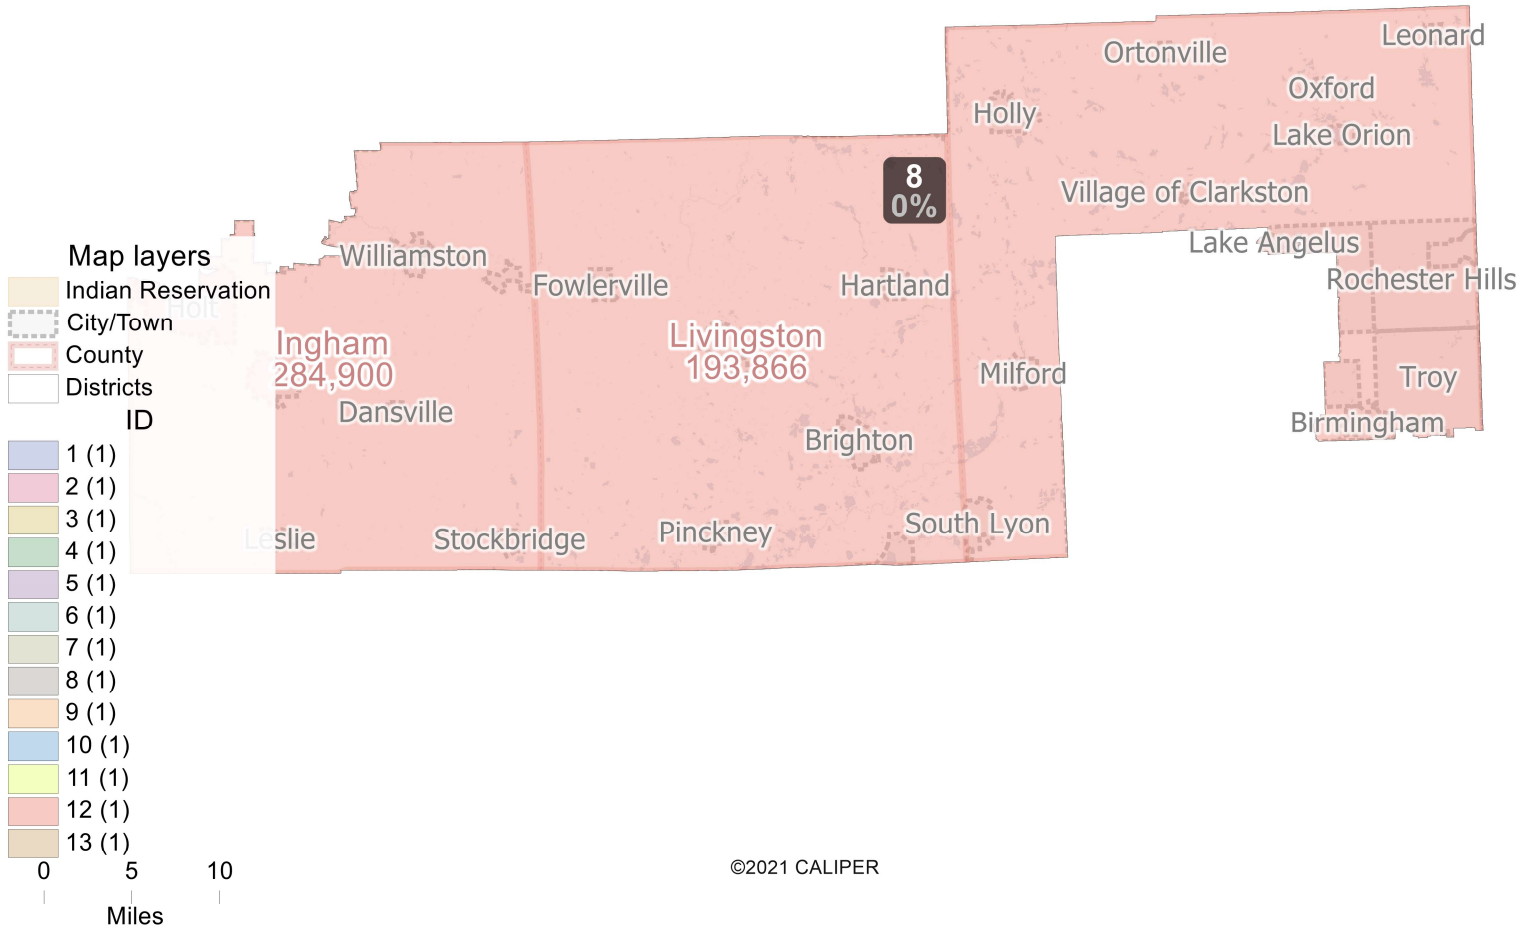 Leonard
Ortonville
Oxford
Holly
Lake Orion
8
0%
Village of Clarkston
Lake Angelus
Williamston
Fowlerville
Hartland
Rochester Hills
Holt
Ingham
284,900
Livingston
193,866
Milford
Troy
Dansville
Birmingham
Brighton
South Lyon
Leslie
Stockbridge
Pinckney
Map layers
Indian Reservation
City/Town
County
Districts
ID
1 (1)
2 (1)
3 (1)
4 (1)
5 (1)
6 (1)
7 (1)
8 (1)
9 (1)
10 (1)
11 (1)
12 (1)
13 (1)
0 5 10
Miles
©2021 CALIPER